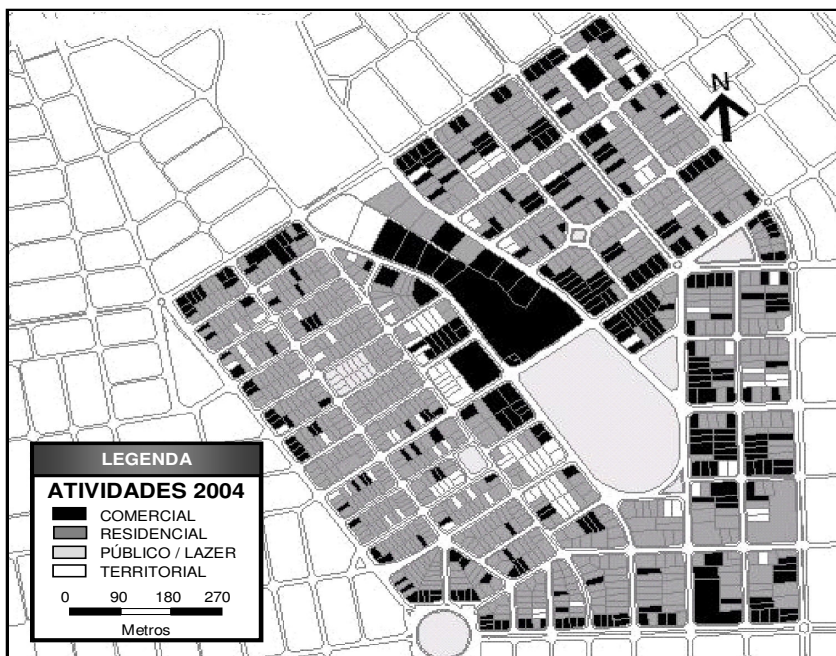 N
LEGENDA
ATIVIDADES 2004
COMERCIAL
RESIDENCIAL
PÚBLICO / LAZER
TERRITORIAL
0 90 180 270
Metros